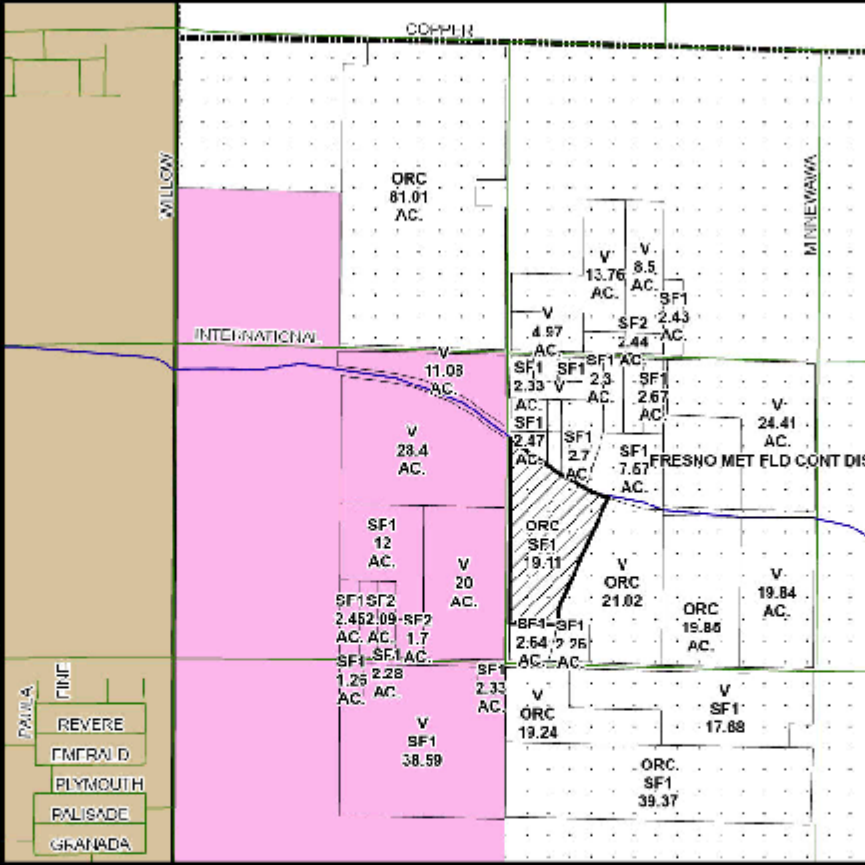 COPPER
WILLOW
MINNEWAWA
ORC
61.01
AC.
V
13.76
AC.
V
8.5
AC.
SF1
2.43
AC.
V
4.97
AC.
SF2
2.44
AC.
INTERNATIONAL
V
11.08
AC.
SF1
2.33
AC.
SF1
V
SF1
2.3
AC.
SF1
2.67
AC.
V
24.41
AC.
V
28.4
AC.
SF1
2.47
AC.
SF1
2.7
AC.
SF1
7.57
AC.
FRESNO MET FLD CONT DIS
SF1
12
AC.
V
20
AC.
ORC
SF1
19.11
V
ORC
21.02
ORC
19.86
AC.
V
19.84
AC.
SF1
2.45
AC.
SF2
2.09
AC.
SF2
1.7
AC.
SF1
2.64
AC.
SF1
2.26
AC.
SF1
1.26
AC.
SF1
2.28
AC.
SF1
2.33
AC.
V
ORC
19.24
V
SF1
17.68
V
SF1
38.59
ORC
SF1
39.37
PAULA
FINE
REVERE
EMERALD
PLYMOUTH
PALISADE
GRANADA